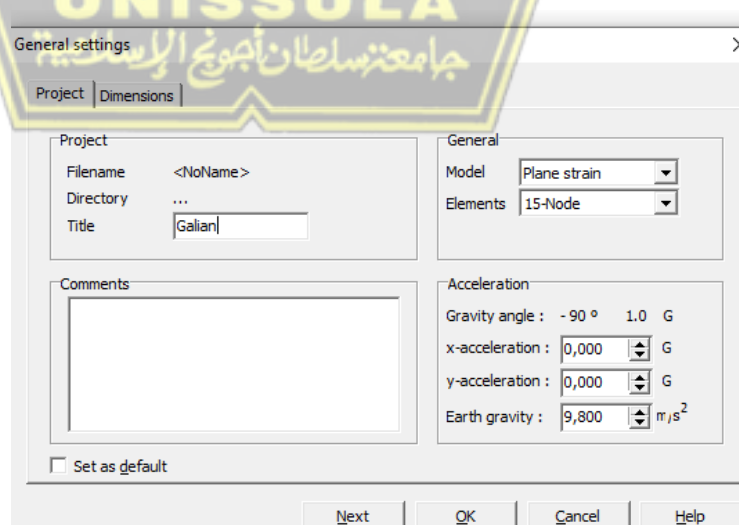 UNISSULA
جامعتسلطان أجونج الإسلامية
General settings
Project Dimensions
Project
Filename <NoName>
Directory ...
Title Galian
Comments
Set as default
General
Model Plane strain
Elements 15-Node
Acceleration
Gravity angle : - 90 º 1.0 G
x-acceleration : 0,000 G
y-acceleration : 0,000 G
Earth gravity : 9,800 m/s²
Next OK Cancel Help